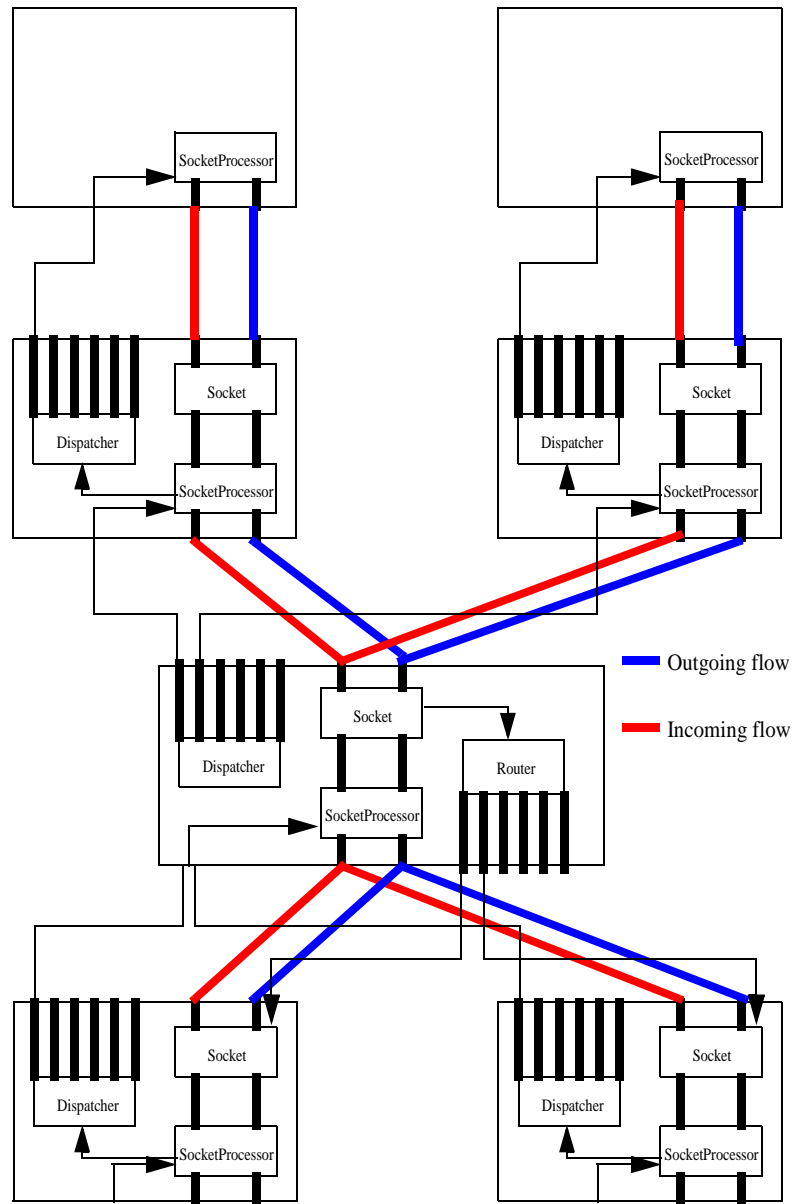 SocketProcessor
SocketProcessor
Socket
Socket
Dispatcher
Dispatcher
SocketProcessor
SocketProcessor
Outgoing flow
Socket
Incoming flow
Dispatcher
Router
SocketProcessor
Socket
Socket
Dispatcher
Dispatcher
SocketProcessor
SocketProcessor